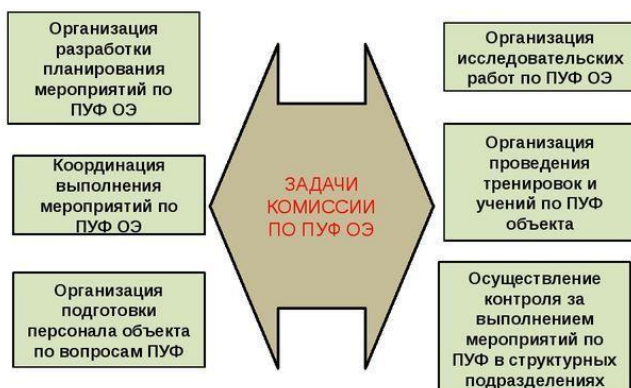 Организация
разработки
планирования
мероприятий по
ПУФ ОЭ
Координация
выполнения
мероприятий по
ПУФ ОЭ
Организация
подготовки
персонала объекта
по вопросам ПУФ
ЗАДАЧИ
КОМИССИИ
ПО ПУФ ОЭ
Организация
исследовательских
работ по ПУФ ОЭ
Организация
проведения
тренировок и
учений по ПУФ
объекта
Осуществление
контроля за
выполнением
мероприятий по
ПУФ в структурных
подразделениях